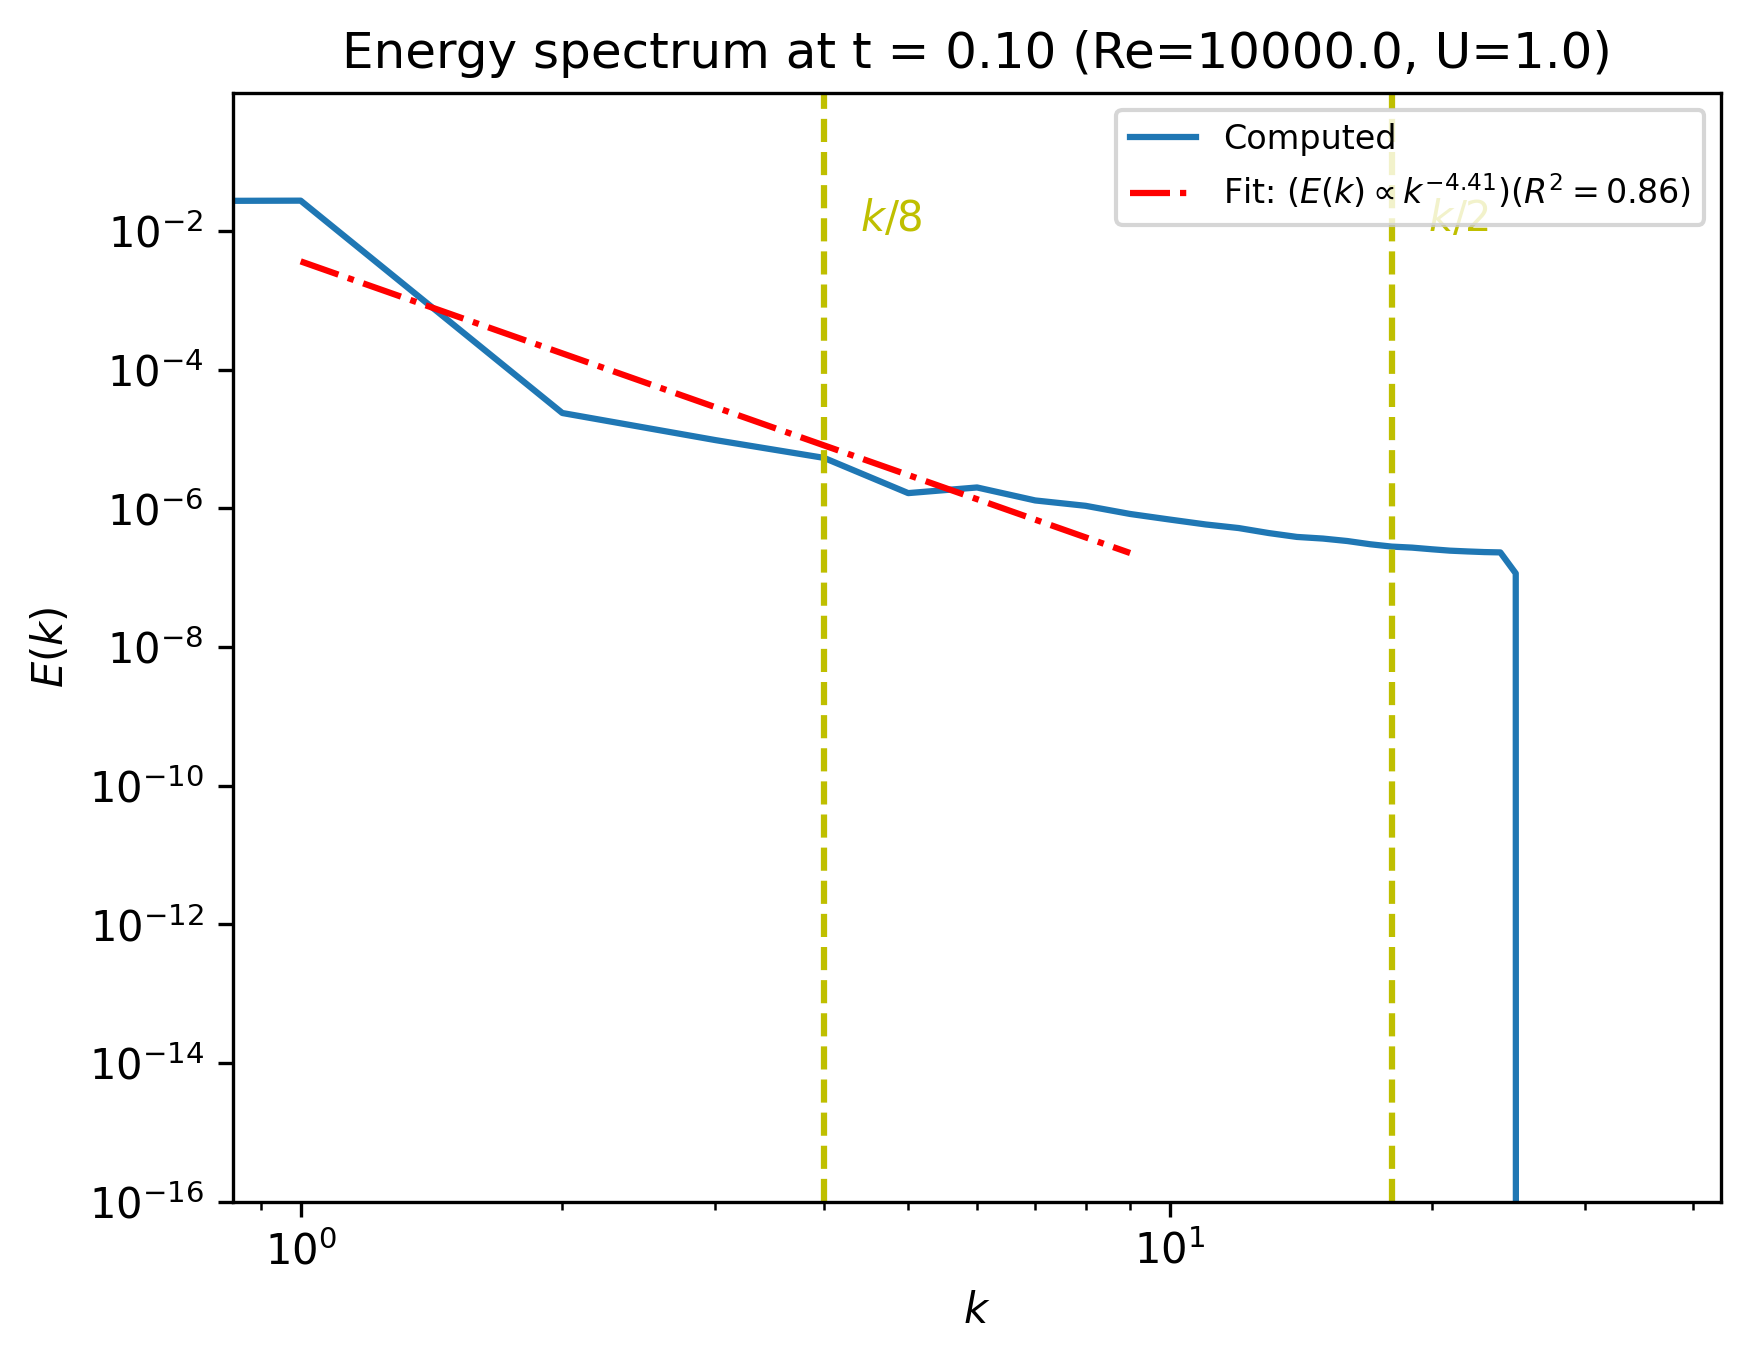 Energy spectrum at t = 0.10 (Re=10000.0, U=1.0)
Computed
Fit: (E(k) ∝ k^{-4.41})(R^2 = 0.86)
k/8
k/2
10^{-2}
10^{-4}
10^{-6}
10^{-8}
10^{-10}
10^{-12}
10^{-14}
10^{-16}
E(k)
10^0
10^1
k